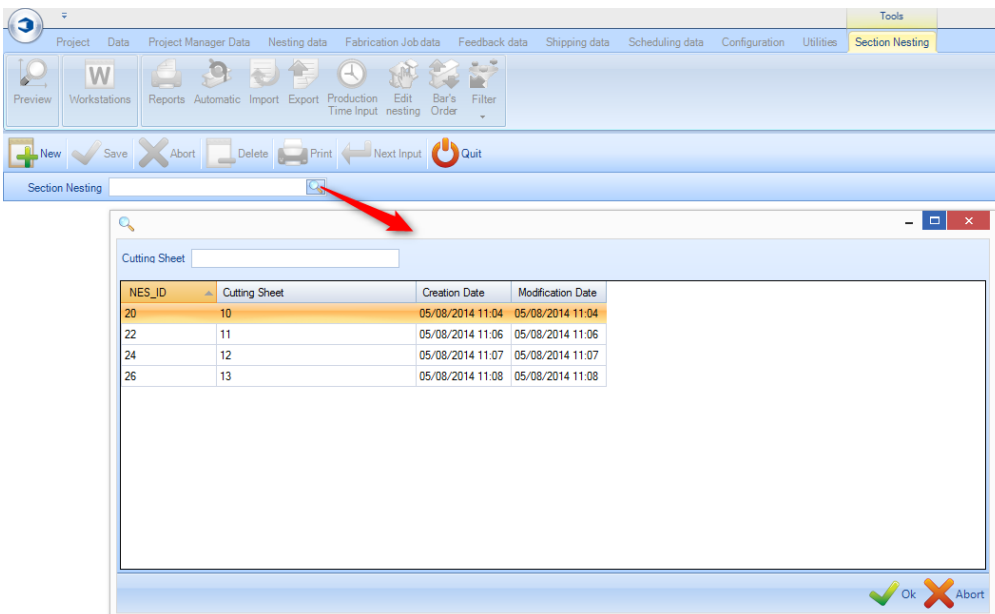 Tools
Project Data Project Manager Data Nesting data Fabrication Job data Feedback data Shipping data Scheduling data Configuration Utilities Section Nesting
W
Preview Workstations Reports Automatic Import Export Production Time Input Edit nesting Bar's Order Filter
New Save Abort Delete Print Next Input Quit
Section Nesting
Cutting Sheet
NES_ID Cutting Sheet Creation Date Modification Date
20 10 05/08/2014 11:04 05/08/2014 11:04
22 11 05/08/2014 11:06 05/08/2014 11:06
24 12 05/08/2014 11:07 05/08/2014 11:07
26 13 05/08/2014 11:08 05/08/2014 11:08
Ok Abort